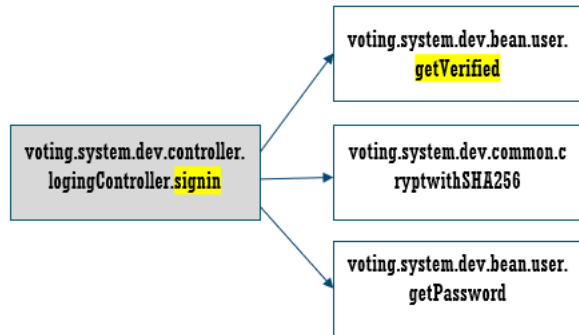 voting.system.dev.bean.user.
getVerified
voting.system.dev.controller.
logingController.signin
voting.system.dev.common.c
ryptwithSHA256
voting.system.dev.bean.user.
getPassword